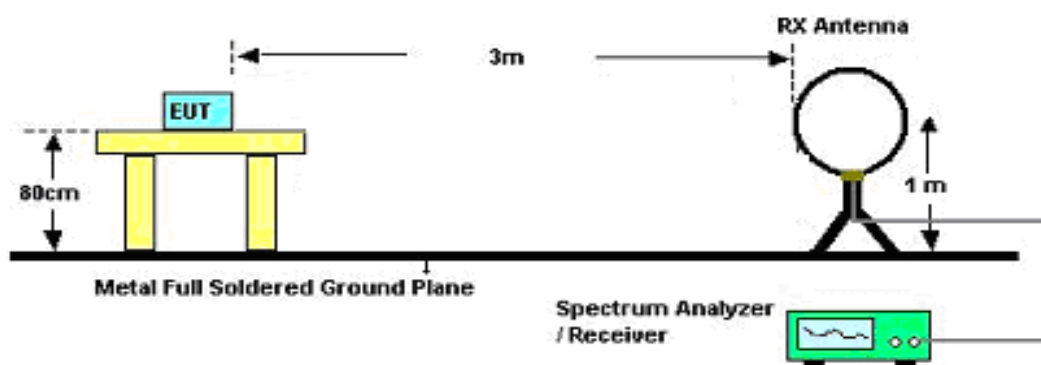 RX Antenna
3m
EUT
80cm
1 m
Metal Full Soldered Ground Plane
Spectrum Analyzer
/ Receiver